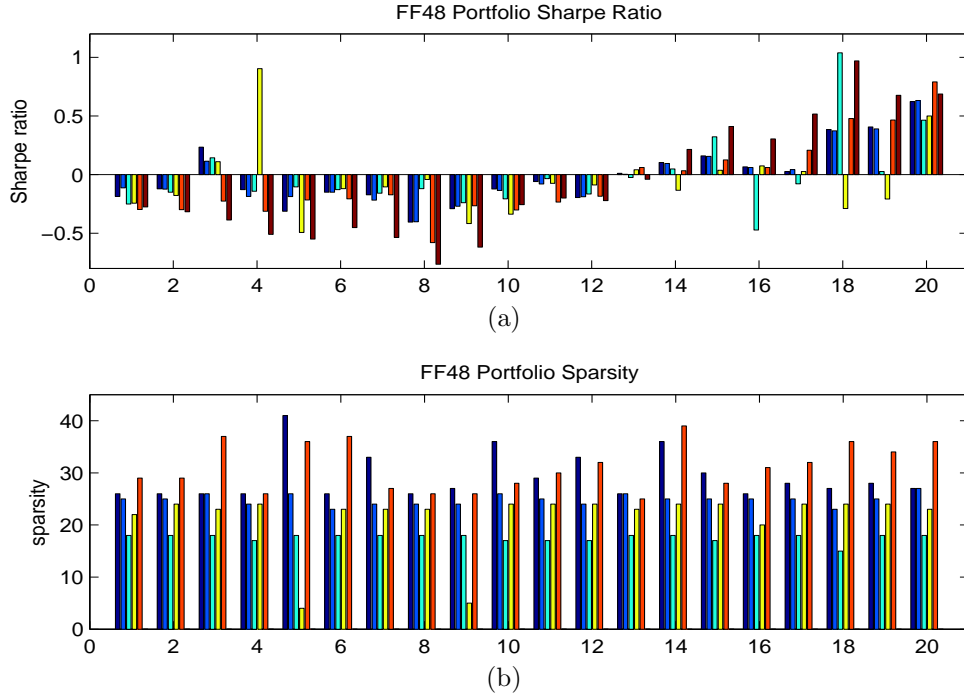 FF48 Portfolio Sharpe Ratio
1
0.5
0
−0.5
Sharpe ratio
0 2 4 6 8 10 12 14 16 18 20
(a)
FF48 Portfolio Sparsity
40
30
20
10
0
sparsity
0 2 4 6 8 10 12 14 16 18 20
(b)